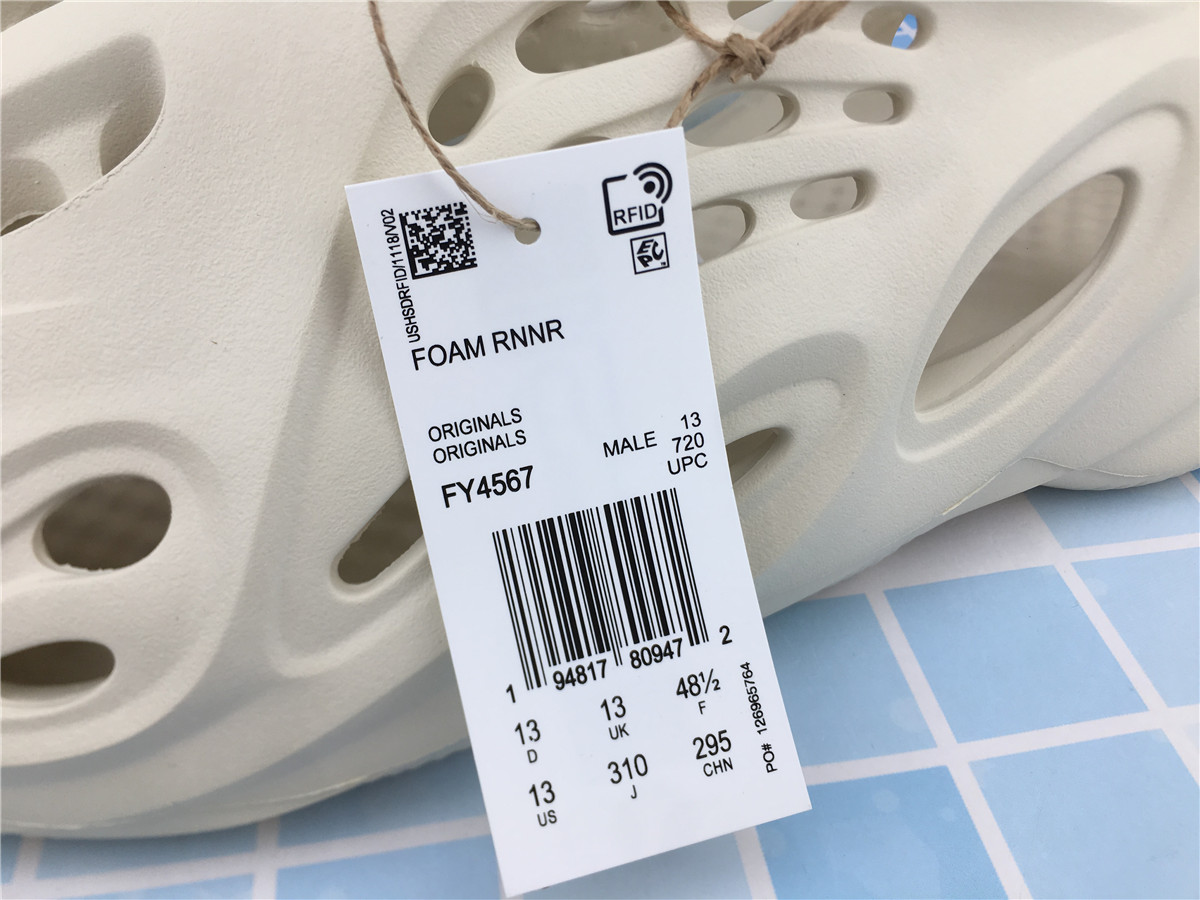 USHSDRFID/1118/V02
RFID
EPC™
FOAM RNNR
ORIGINALS
ORIGINALS
FY4567
MALE 13
720
UPC
1 94817 80947 2
13 13 48½
D UK F
13 310 295
US J CHN
PO# 126965764